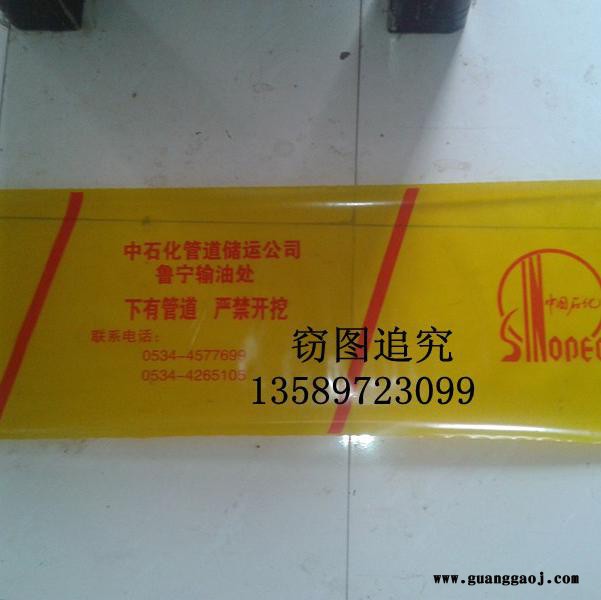 中石化管道储运公司
鲁宁输油处
下有管道 严禁开挖
联系电话:
0534-4577699
0534-4265105
窃图追究
13589723099
中国石化
SINOPEC
www.guanggaoj.com